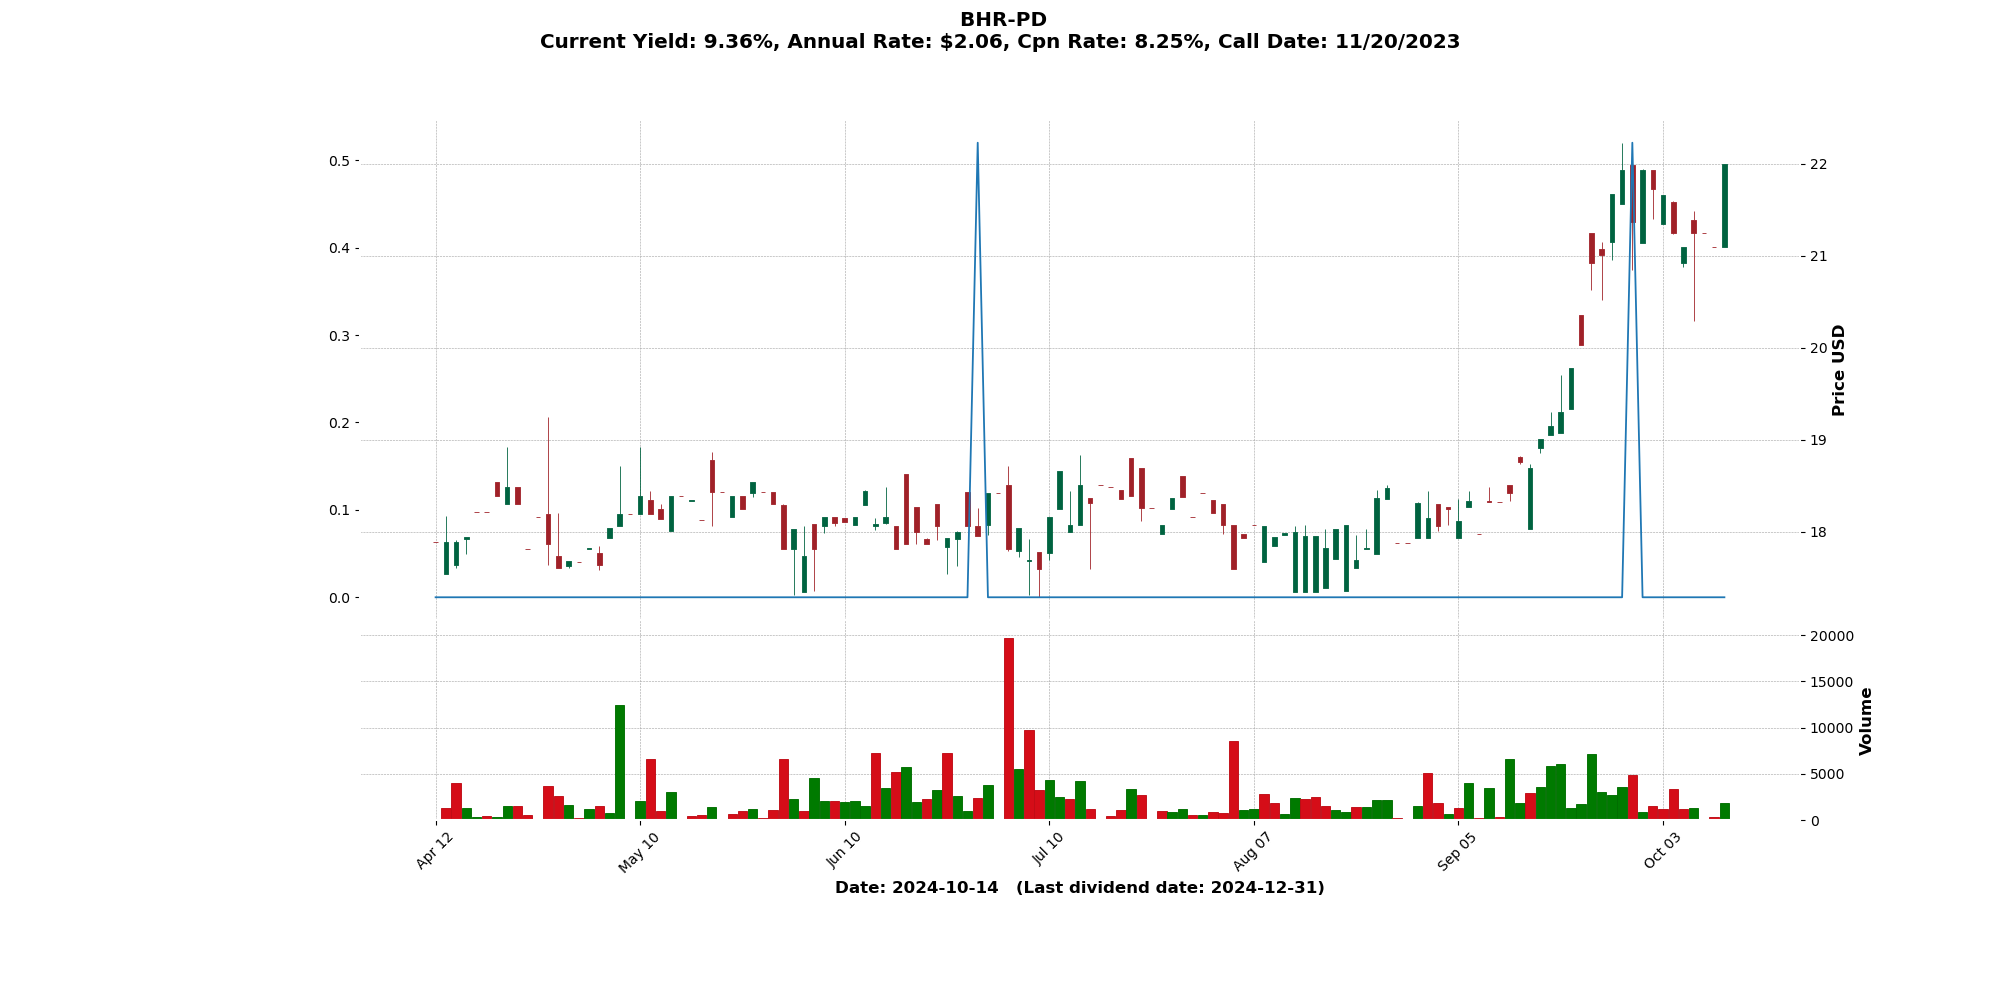 BHR-PD
Current Yield: 9.36%, Annual Rate: $2.06, Cpn Rate: 8.25%, Call Date: 11/20/2023
0.5
0.4
0.3
0.2
0.1
0.0
22
21
20
19
18
Price USD
20000
15000
10000
5000
0
Volume
Apr 12
May 10
Jun 10
Jul 10
Aug 07
Sep 05
Oct 03
Date: 2024-10-14 (Last dividend date: 2024-12-31)